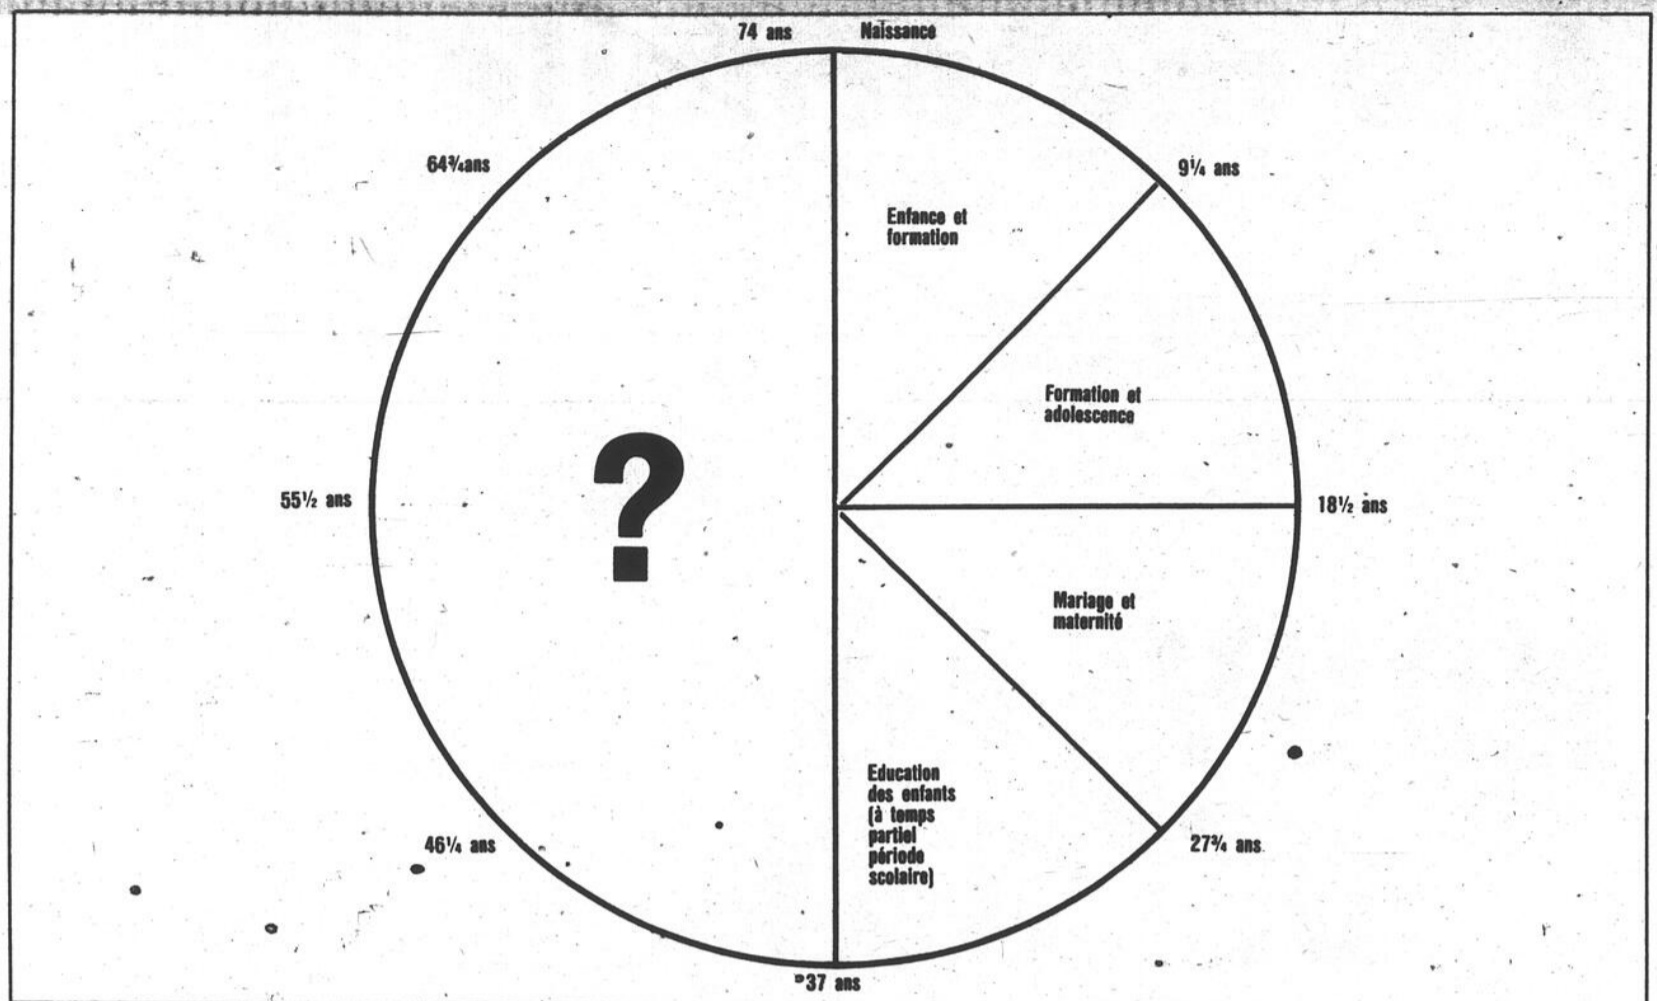 74 ans
Naissance
64¾ans
9¼ ans
Enfance et
formation
Formation et
adolescence
?
55½ ans
18½ ans
Mariage et
maternité
Education
des enfants
(à temps
partiel
période
scolaire)
46¼ ans
27¾ ans
37 ans